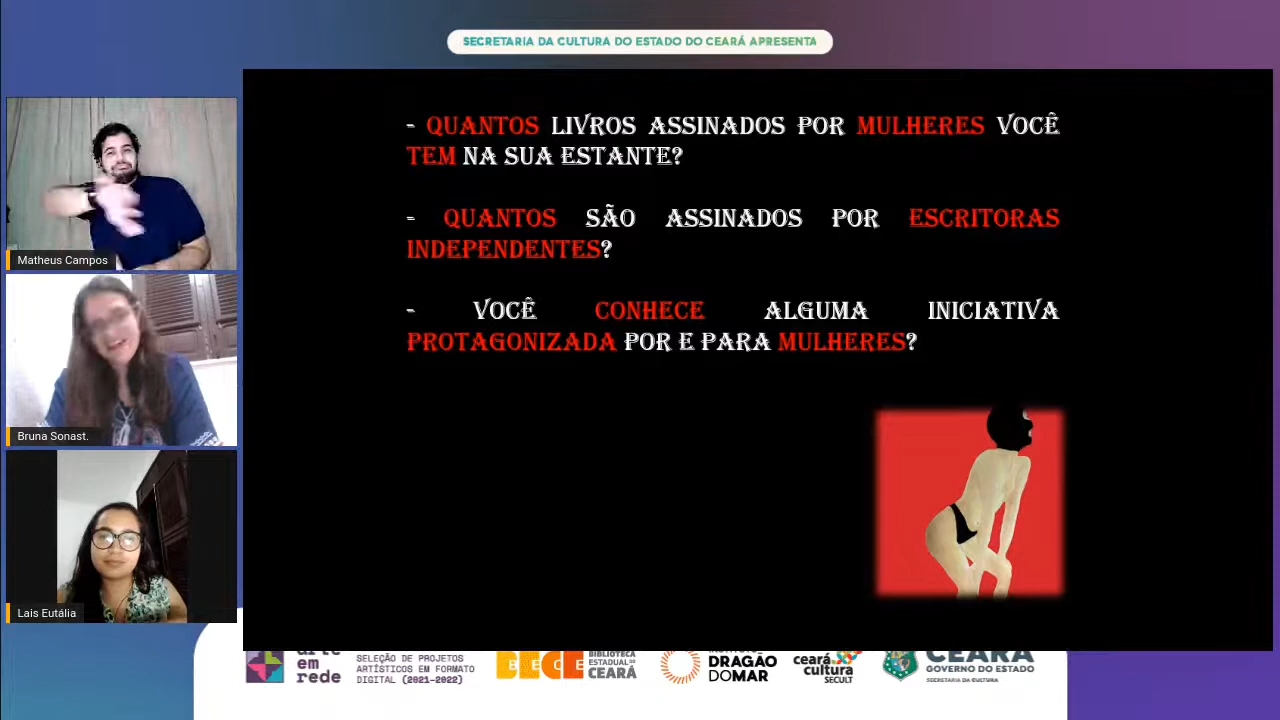 SECRETARIA DA CULTURA DO ESTADO DO CEARÁ APRESENTA
- QUANTOS LIVROS ASSINADOS POR MULHERES VOCÊ
TEM NA SUA ESTANTE?
- QUANTOS SÃO ASSINADOS POR ESCRITORAS
INDEPENDENTES?
- VOCÊ CONHECE ALGUMA INICIATIVA
PROTAGONIZADA POR E PARA MULHERES?
Matheus Campos
Bruna Sonast.
Lais Eutália
arte
em
rede
SELEÇÃO DE PROJETOS
ARTÍSTICOS EM FORMATO
DIGITAL (2021-2022)
BECE
BIBLIOTECA
ESTADUAL DO
CEARÁ
DRAGÃO
DOMAR
ceará
cultura
SECULT
CEARÁ
GOVERNO DO ESTADO
SECRETARIA DA CULTURA